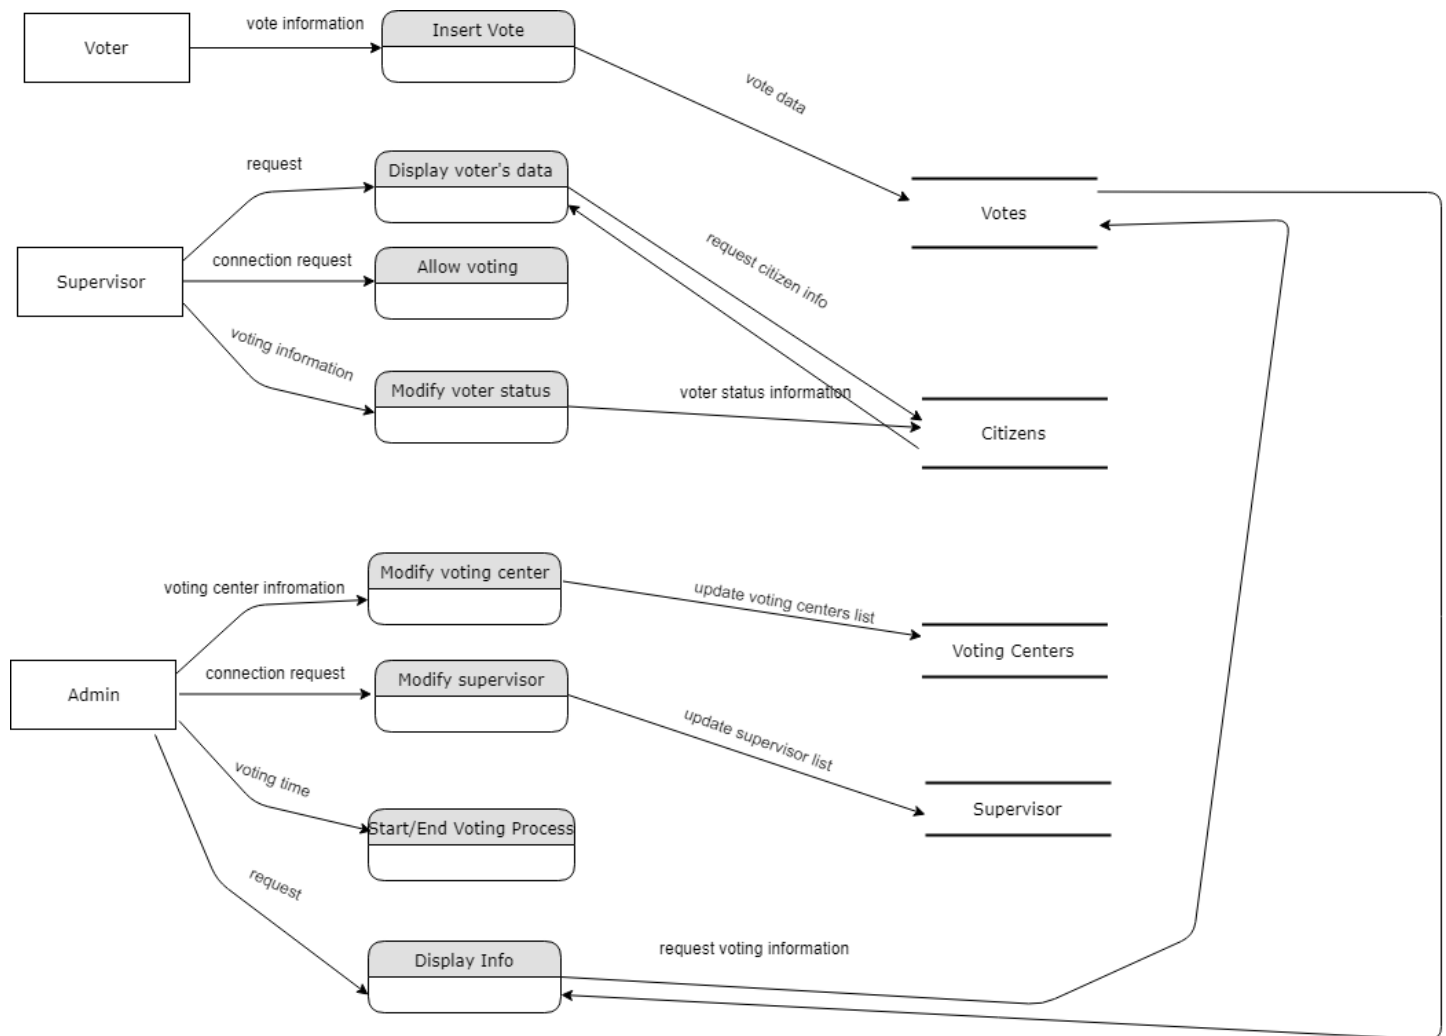 vote information
Insert Vote
Voter
vote data
request
Display voter's data
Votes
request citizen info
connection request
Allow voting
Supervisor
voting information
Modify voter status
voter status information
Citizens
voting center infromation
Modify voting center
update voting centers list
Voting Centers
connection request
Modify supervisor
Admin
update supervisor list
voting time
Start/End Voting Process
Supervisor
request
request voting information
Display Info